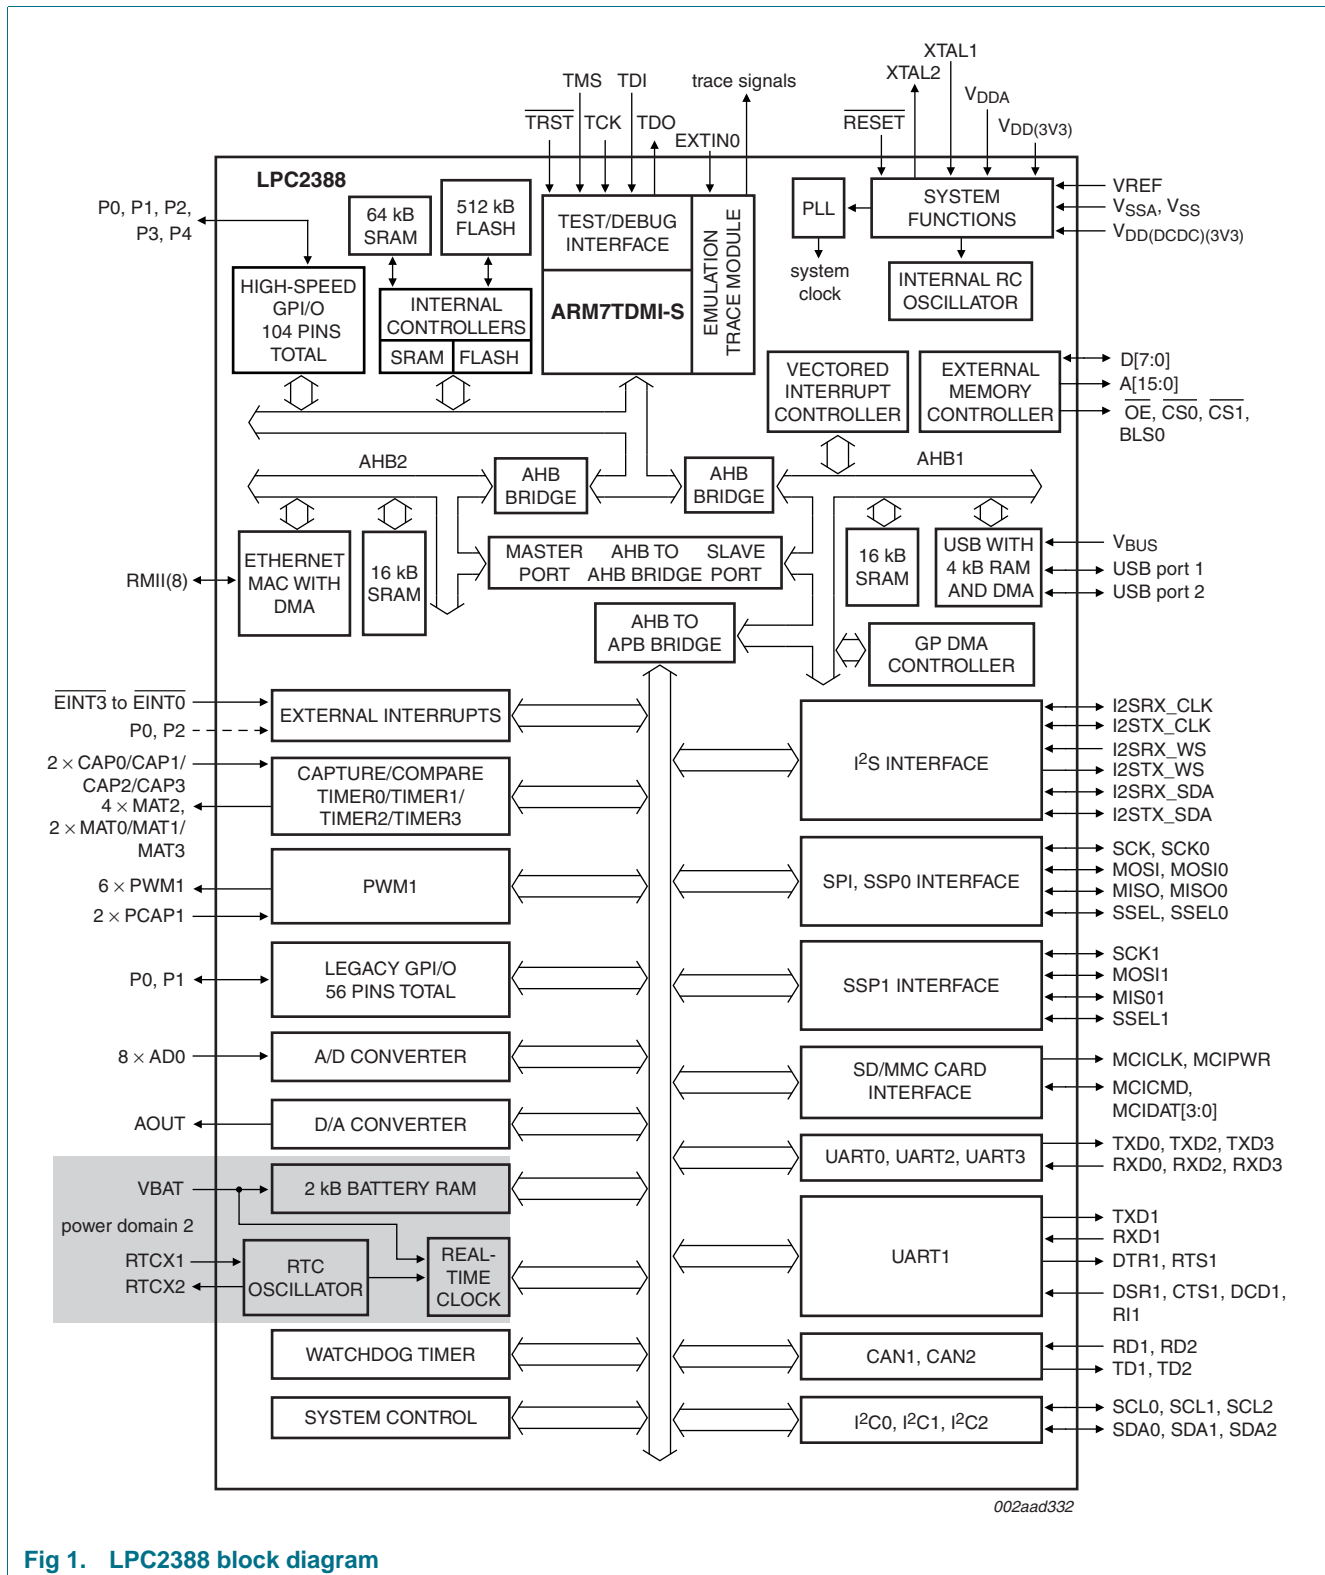 XTAL1
XTAL2
TMS TDI trace signals
VDDA
TRST TCK TDO RESET
VDD(3V3)
EXTIN0
LPC2388
P0, P1, P2,
P3, P4
64 kB
SRAM
512 kB
FLASH
TEST/DEBUG
INTERFACE
EMULATION
TRACE MODULE
PLL
SYSTEM
FUNCTIONS
VREF
VSSA, VSS
VDD(DCDC)(3V3)
system
clock
HIGH-SPEED
GPI/O
104 PINS
TOTAL
INTERNAL
CONTROLLERS
SRAM FLASH
ARM7TDMI-S
INTERNAL RC
OSCILLATOR
VECTORED
INTERRUPT
CONTROLLER
EXTERNAL
MEMORY
CONTROLLER
D[7:0]
A[15:0]
OE, CS0, CS1,
BLS0
AHB2
AHB
BRIDGE
AHB
BRIDGE
AHB1
ETHERNET
MAC WITH
DMA
16 kB
SRAM
MASTER
PORT
AHB TO
AHB BRIDGE
SLAVE
PORT
16 kB
SRAM
USB WITH
4 kB RAM
AND DMA
VBUS
USB port 1
USB port 2
RMII(8)
AHB TO
APB BRIDGE
GP DMA
CONTROLLER
EINT3 to EINT0
P0, P2
EXTERNAL INTERRUPTS
I2S INTERFACE
I2SRX_CLK
I2STX_CLK
I2SRX_WS
I2STX_WS
I2SRX_SDA
I2STX_SDA
2 × CAP0/CAP1/
CAP2/CAP3
4 × MAT2,
2 × MAT0/MAT1/
MAT3
CAPTURE/COMPARE
TIMER0/TIMER1/
TIMER2/TIMER3
SPI, SSP0 INTERFACE
SCK, SCK0
MOSI, MOSI0
MISO, MISO0
SSEL, SSEL0
6 × PWM1
2 × PCAP1
PWM1
SSP1 INTERFACE
SCK1
MOSI1
MIS01
SSEL1
P0, P1
LEGACY GPI/O
56 PINS TOTAL
8 × AD0
A/D CONVERTER
SD/MMC CARD
INTERFACE
MCICLK, MCIPWR
MCICMD,
MCIDAT[3:0]
AOUT
D/A CONVERTER
UART0, UART2, UART3
TXD0, TXD2, TXD3
RXD0, RXD2, RXD3
VBAT
2 kB BATTERY RAM
power domain 2
RTCX1
RTCX2
RTC
OSCILLATOR
REAL-
TIME
CLOCK
UART1
TXD1
RXD1
DTR1, RTS1
DSR1, CTS1, DCD1,
RI1
WATCHDOG TIMER
CAN1, CAN2
RD1, RD2
TD1, TD2
SYSTEM CONTROL
I2C0, I2C1, I2C2
SCL0, SCL1, SCL2
SDA0, SDA1, SDA2
002aad332
Fig 1. LPC2388 block diagram